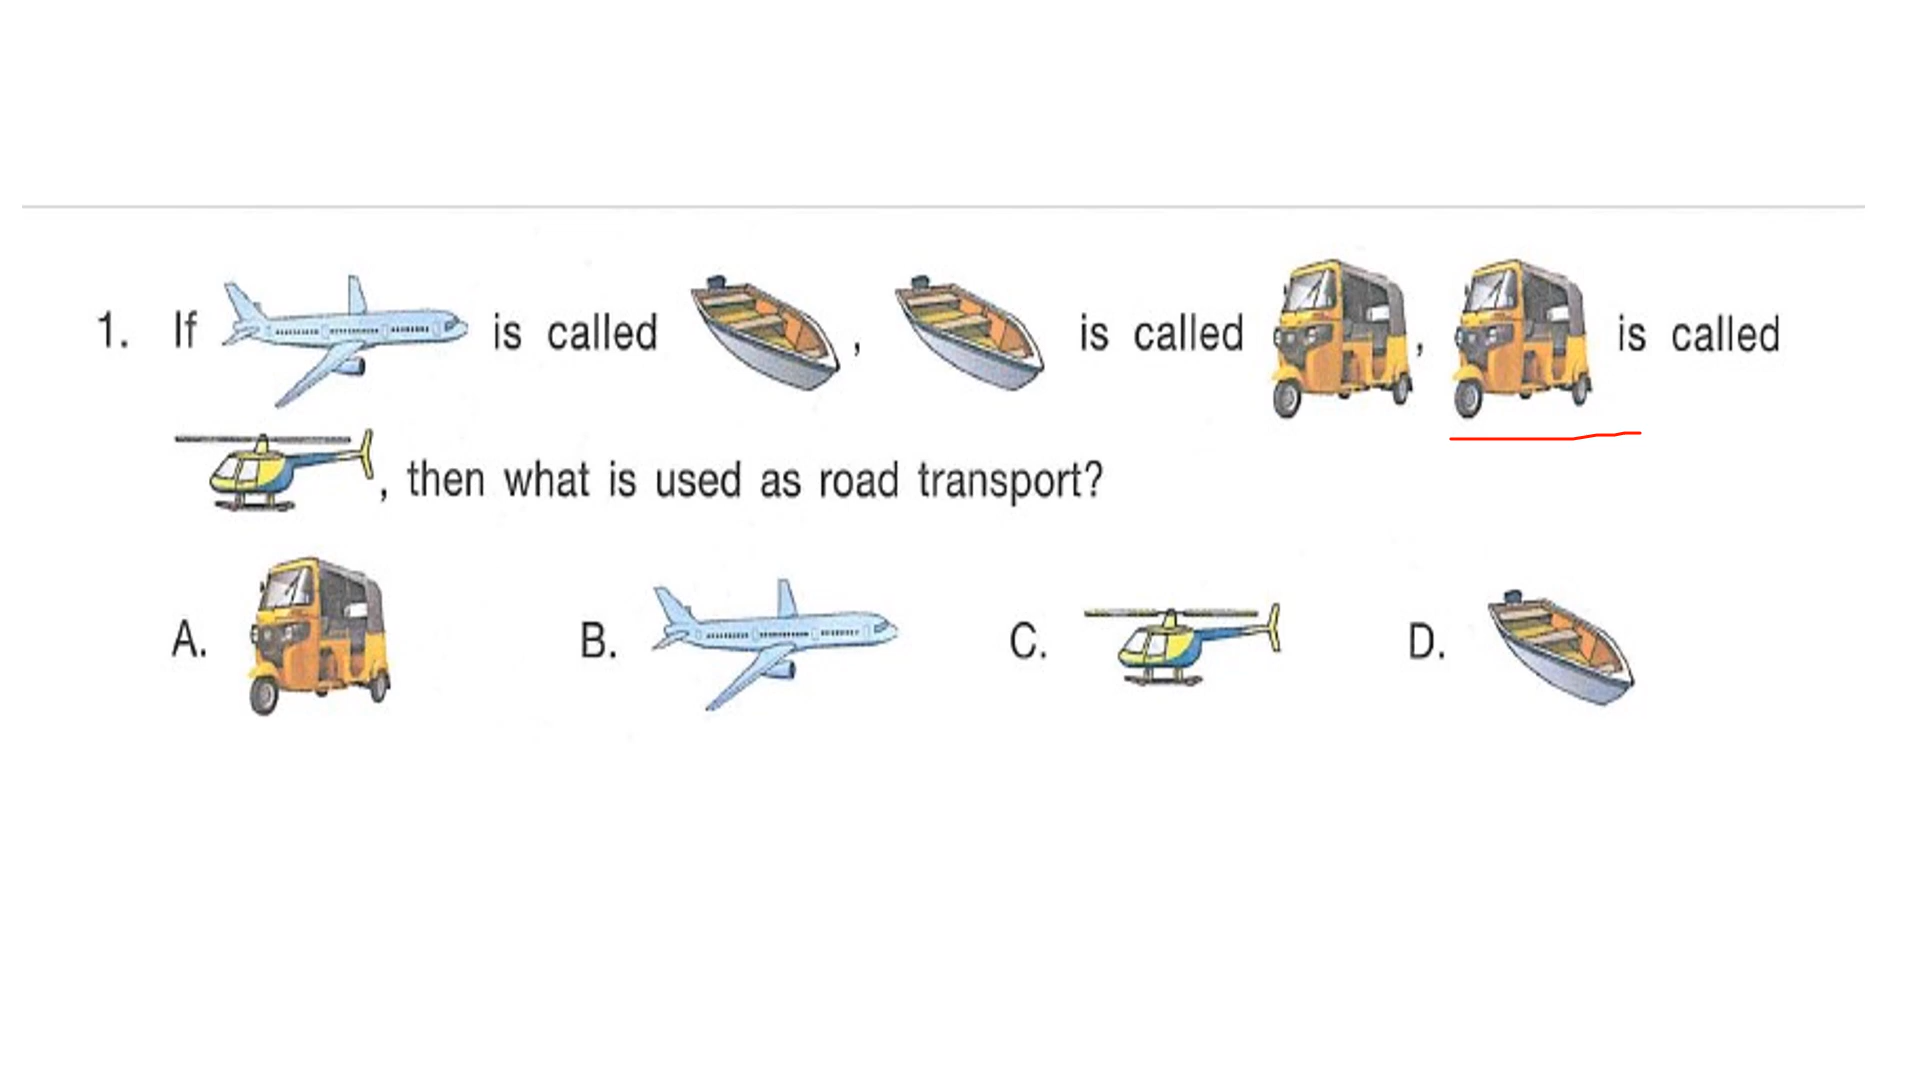 1. If is called , is called , is called
, then what is used as road transport?
A. B. C. D.